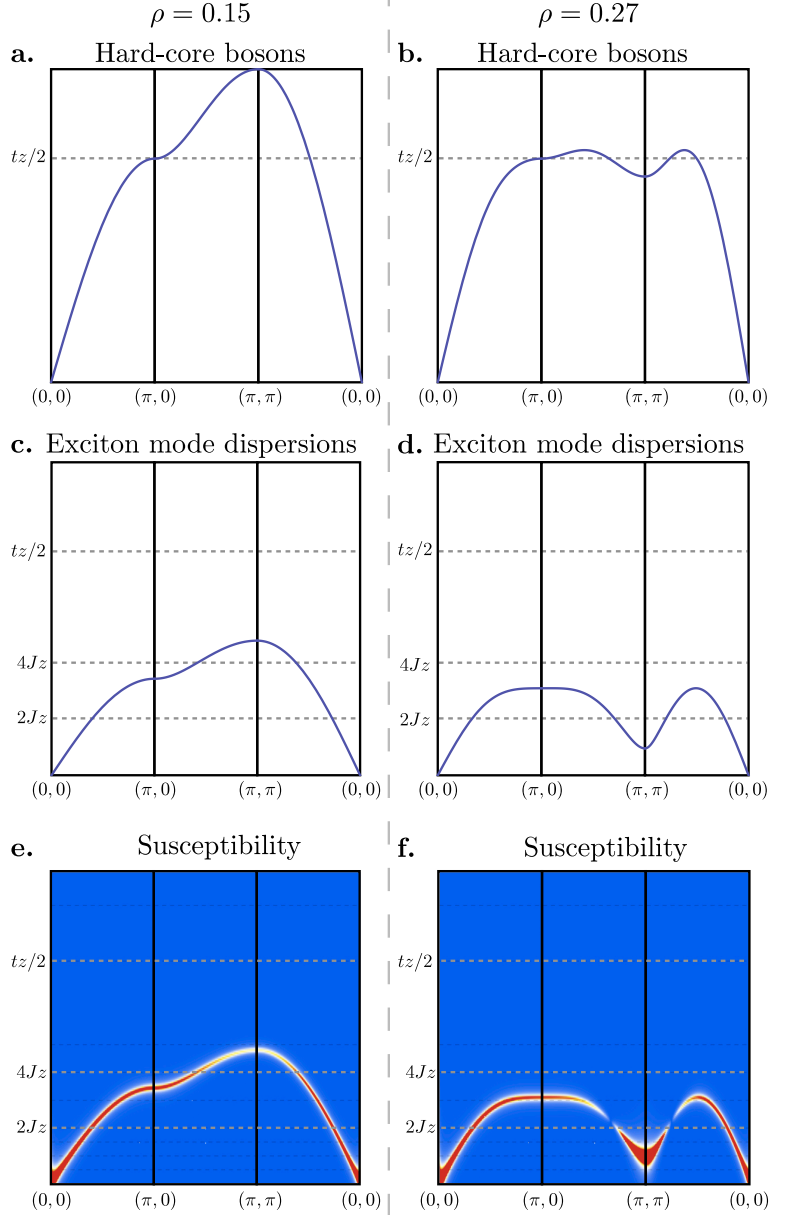 ρ = 0.15 ρ = 0.27
a. Hard-core bosons b. Hard-core bosons
tz/2 tz/2
(0, 0) (π, 0) (π, π) (0, 0) (0, 0) (π, 0) (π, π) (0, 0)
c. Exciton mode dispersions d. Exciton mode dispersions
tz/2 tz/2
4Jz 4Jz
2Jz 2Jz
(0, 0) (π, 0) (π, π) (0, 0) (0, 0) (π, 0) (π, π) (0, 0)
e. Susceptibility f. Susceptibility
tz/2 tz/2
4Jz 4Jz
2Jz 2Jz
(0, 0) (π, 0) (π, π) (0, 0) (0, 0) (π, 0) (π, π) (0, 0)